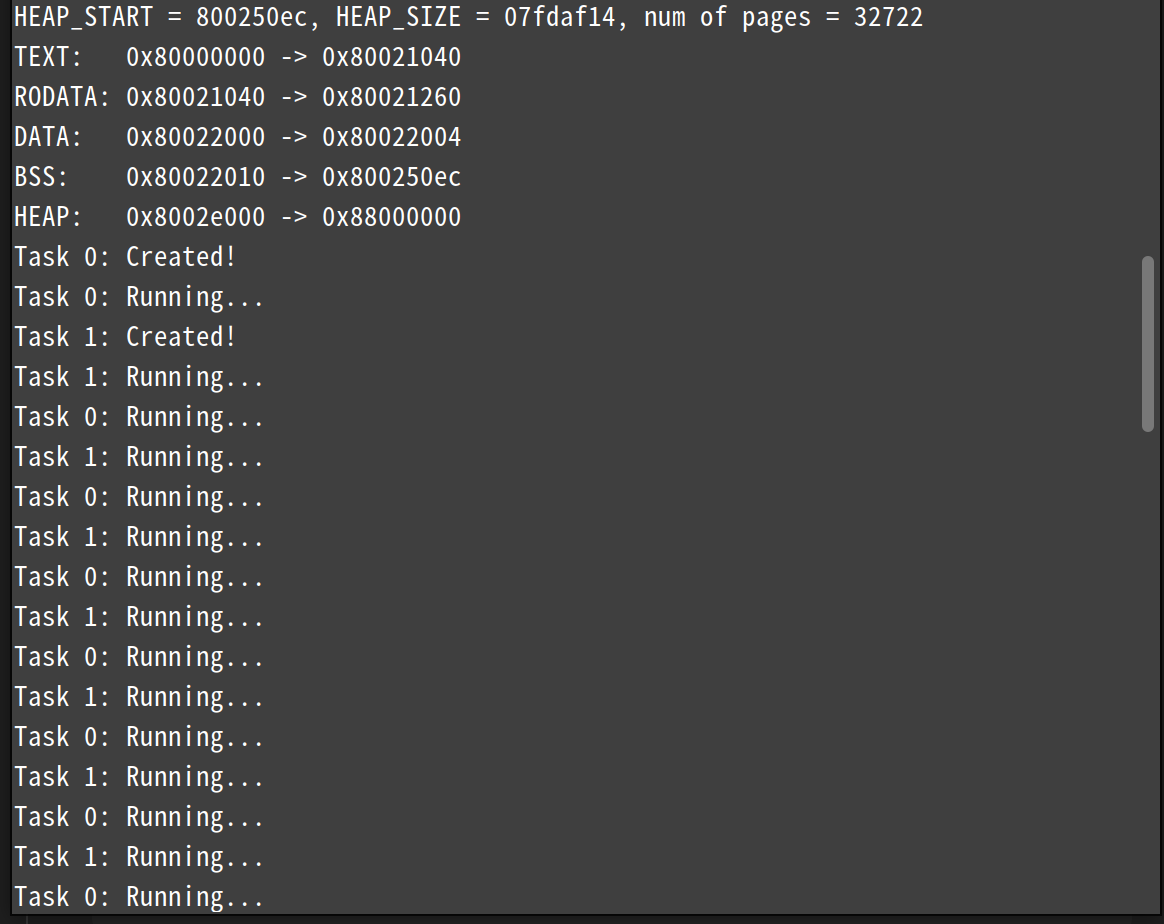 HEAP_START = 800250ec, HEAP_SIZE = 07fdaf14, num of pages = 32722
TEXT:   0x80000000 -> 0x80021040
RODATA: 0x80021040 -> 0x80021260
DATA:   0x80022000 -> 0x80022004
BSS:    0x80022010 -> 0x800250ec
HEAP:   0x8002e000 -> 0x88000000
Task 0: Created!
Task 0: Running...
Task 1: Created!
Task 1: Running...
Task 0: Running...
Task 1: Running...
Task 0: Running...
Task 1: Running...
Task 0: Running...
Task 1: Running...
Task 0: Running...
Task 1: Running...
Task 0: Running...
Task 1: Running...
Task 0: Running...
Task 1: Running...
Task 0: Running...